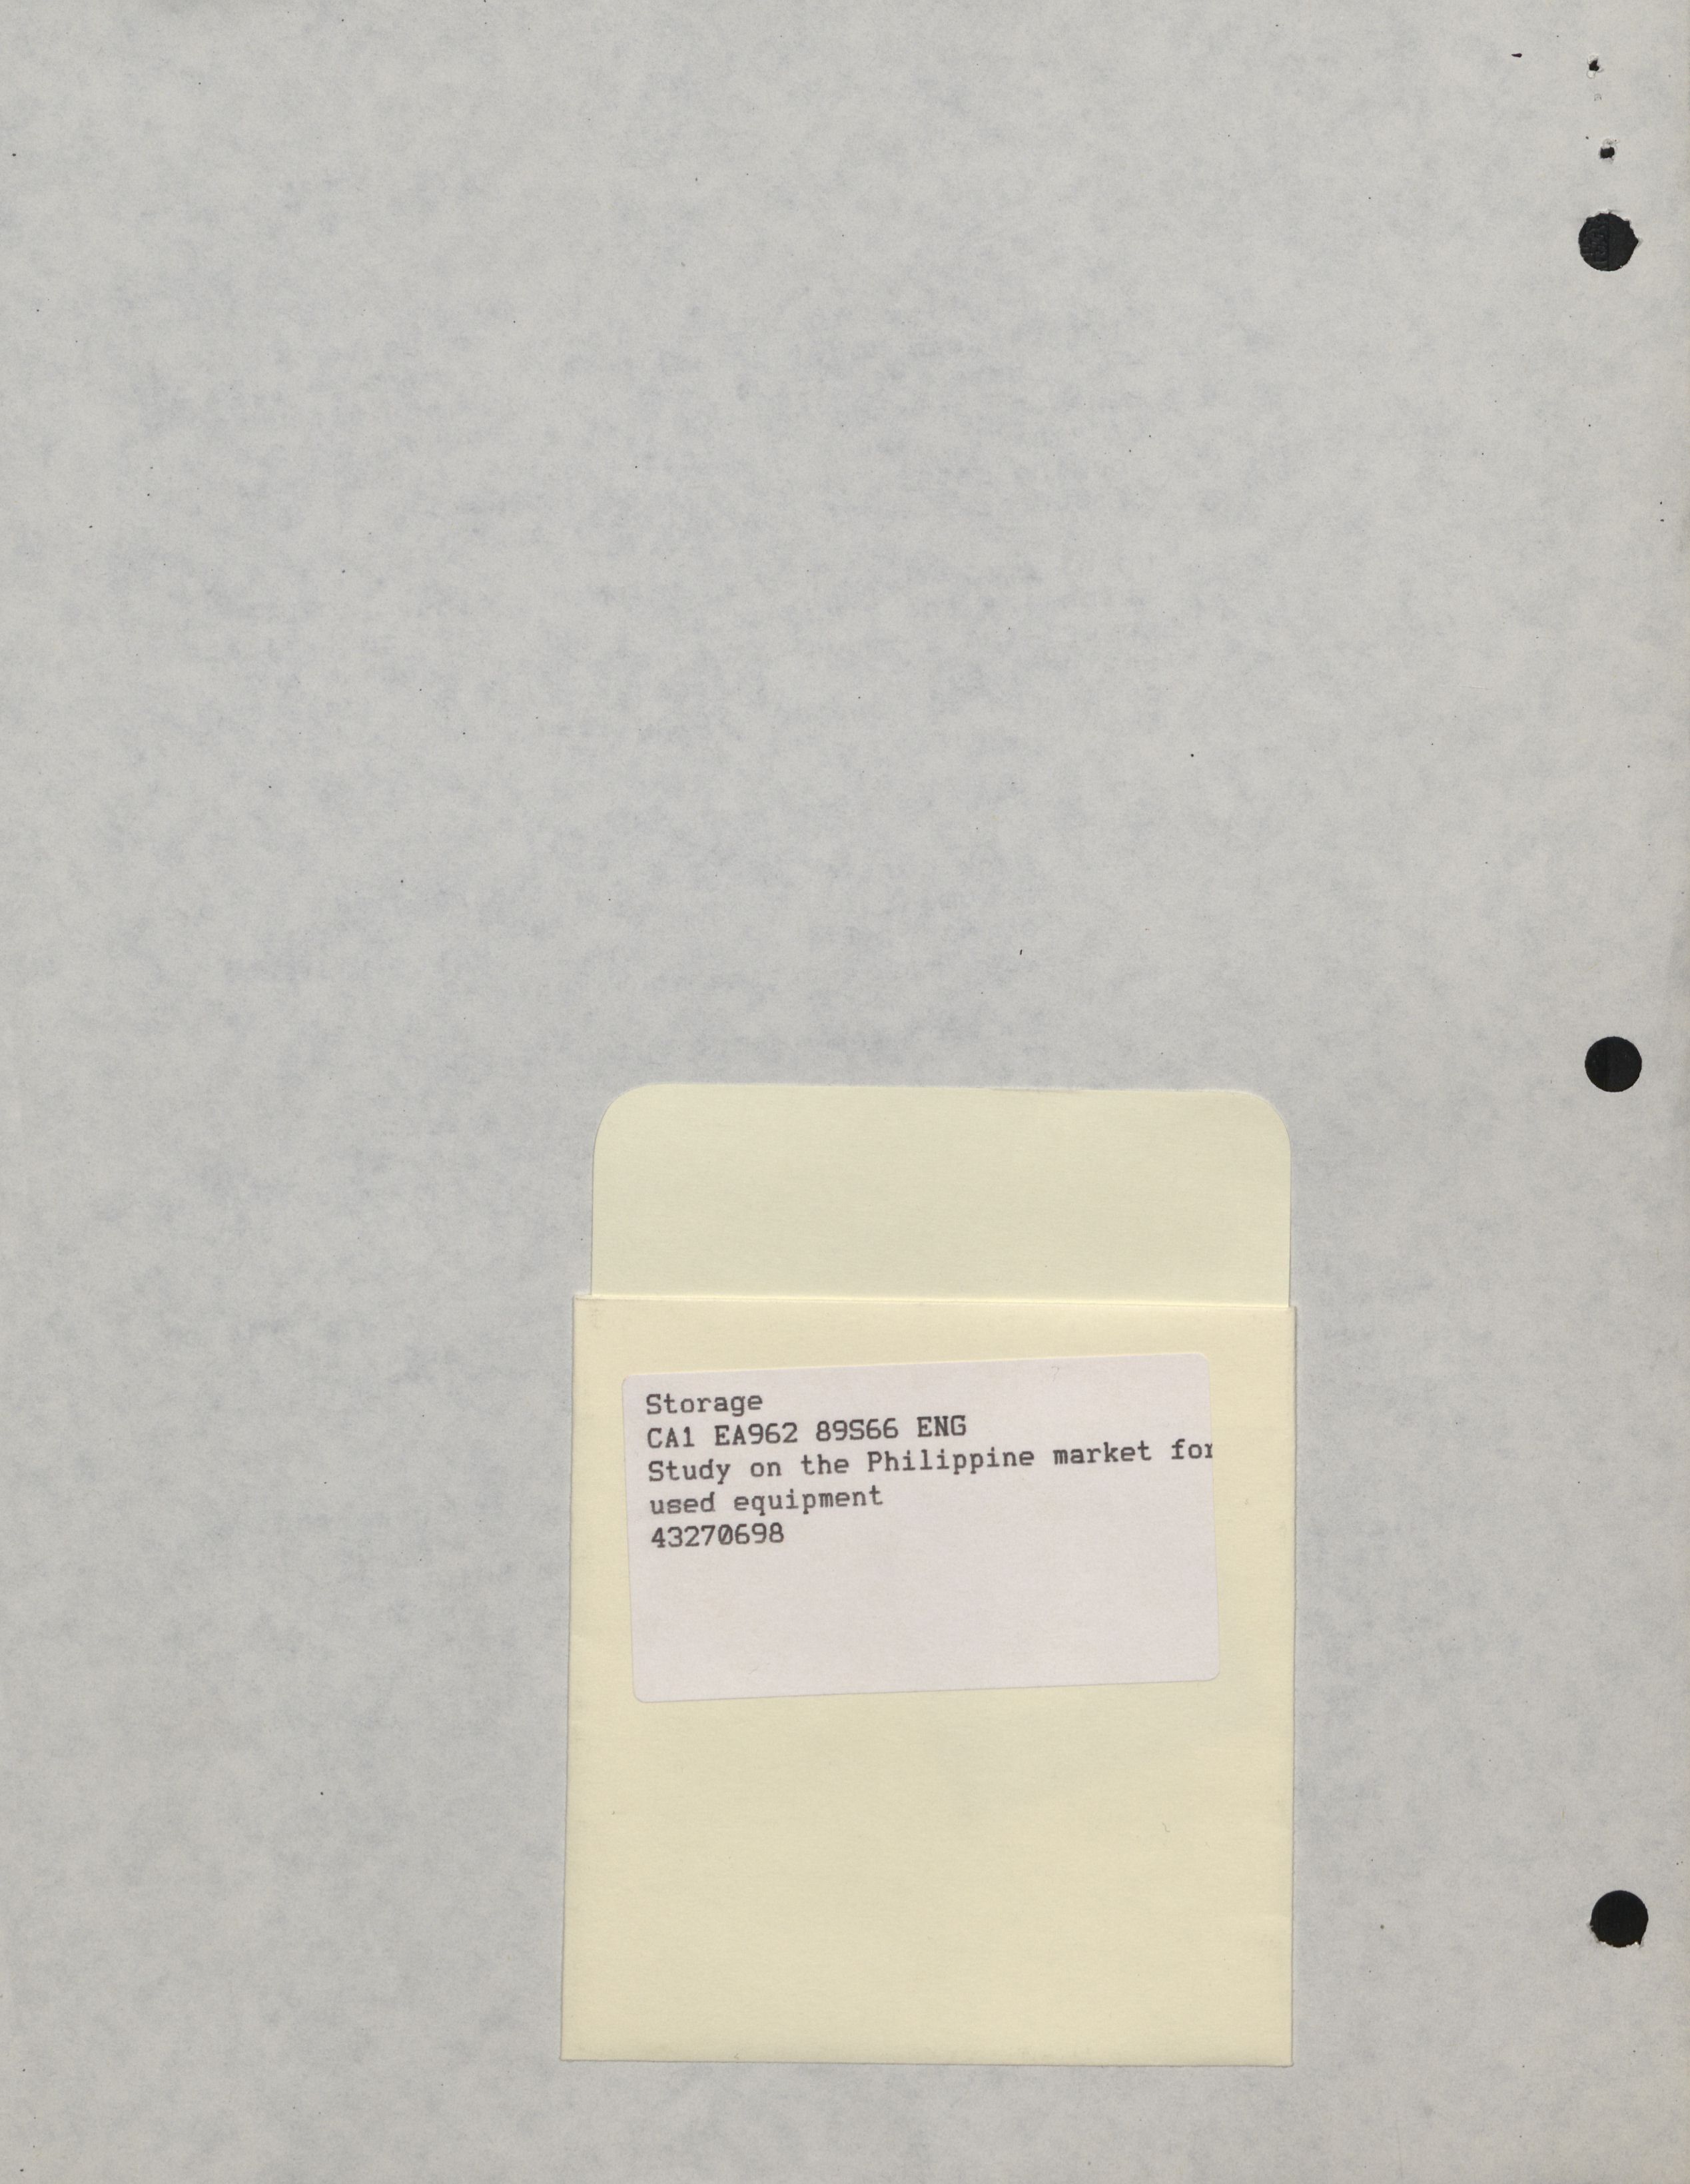 Storage
CA1 EA962 89S66 ENG
Study on the Philippine market for
used equipment
43270698